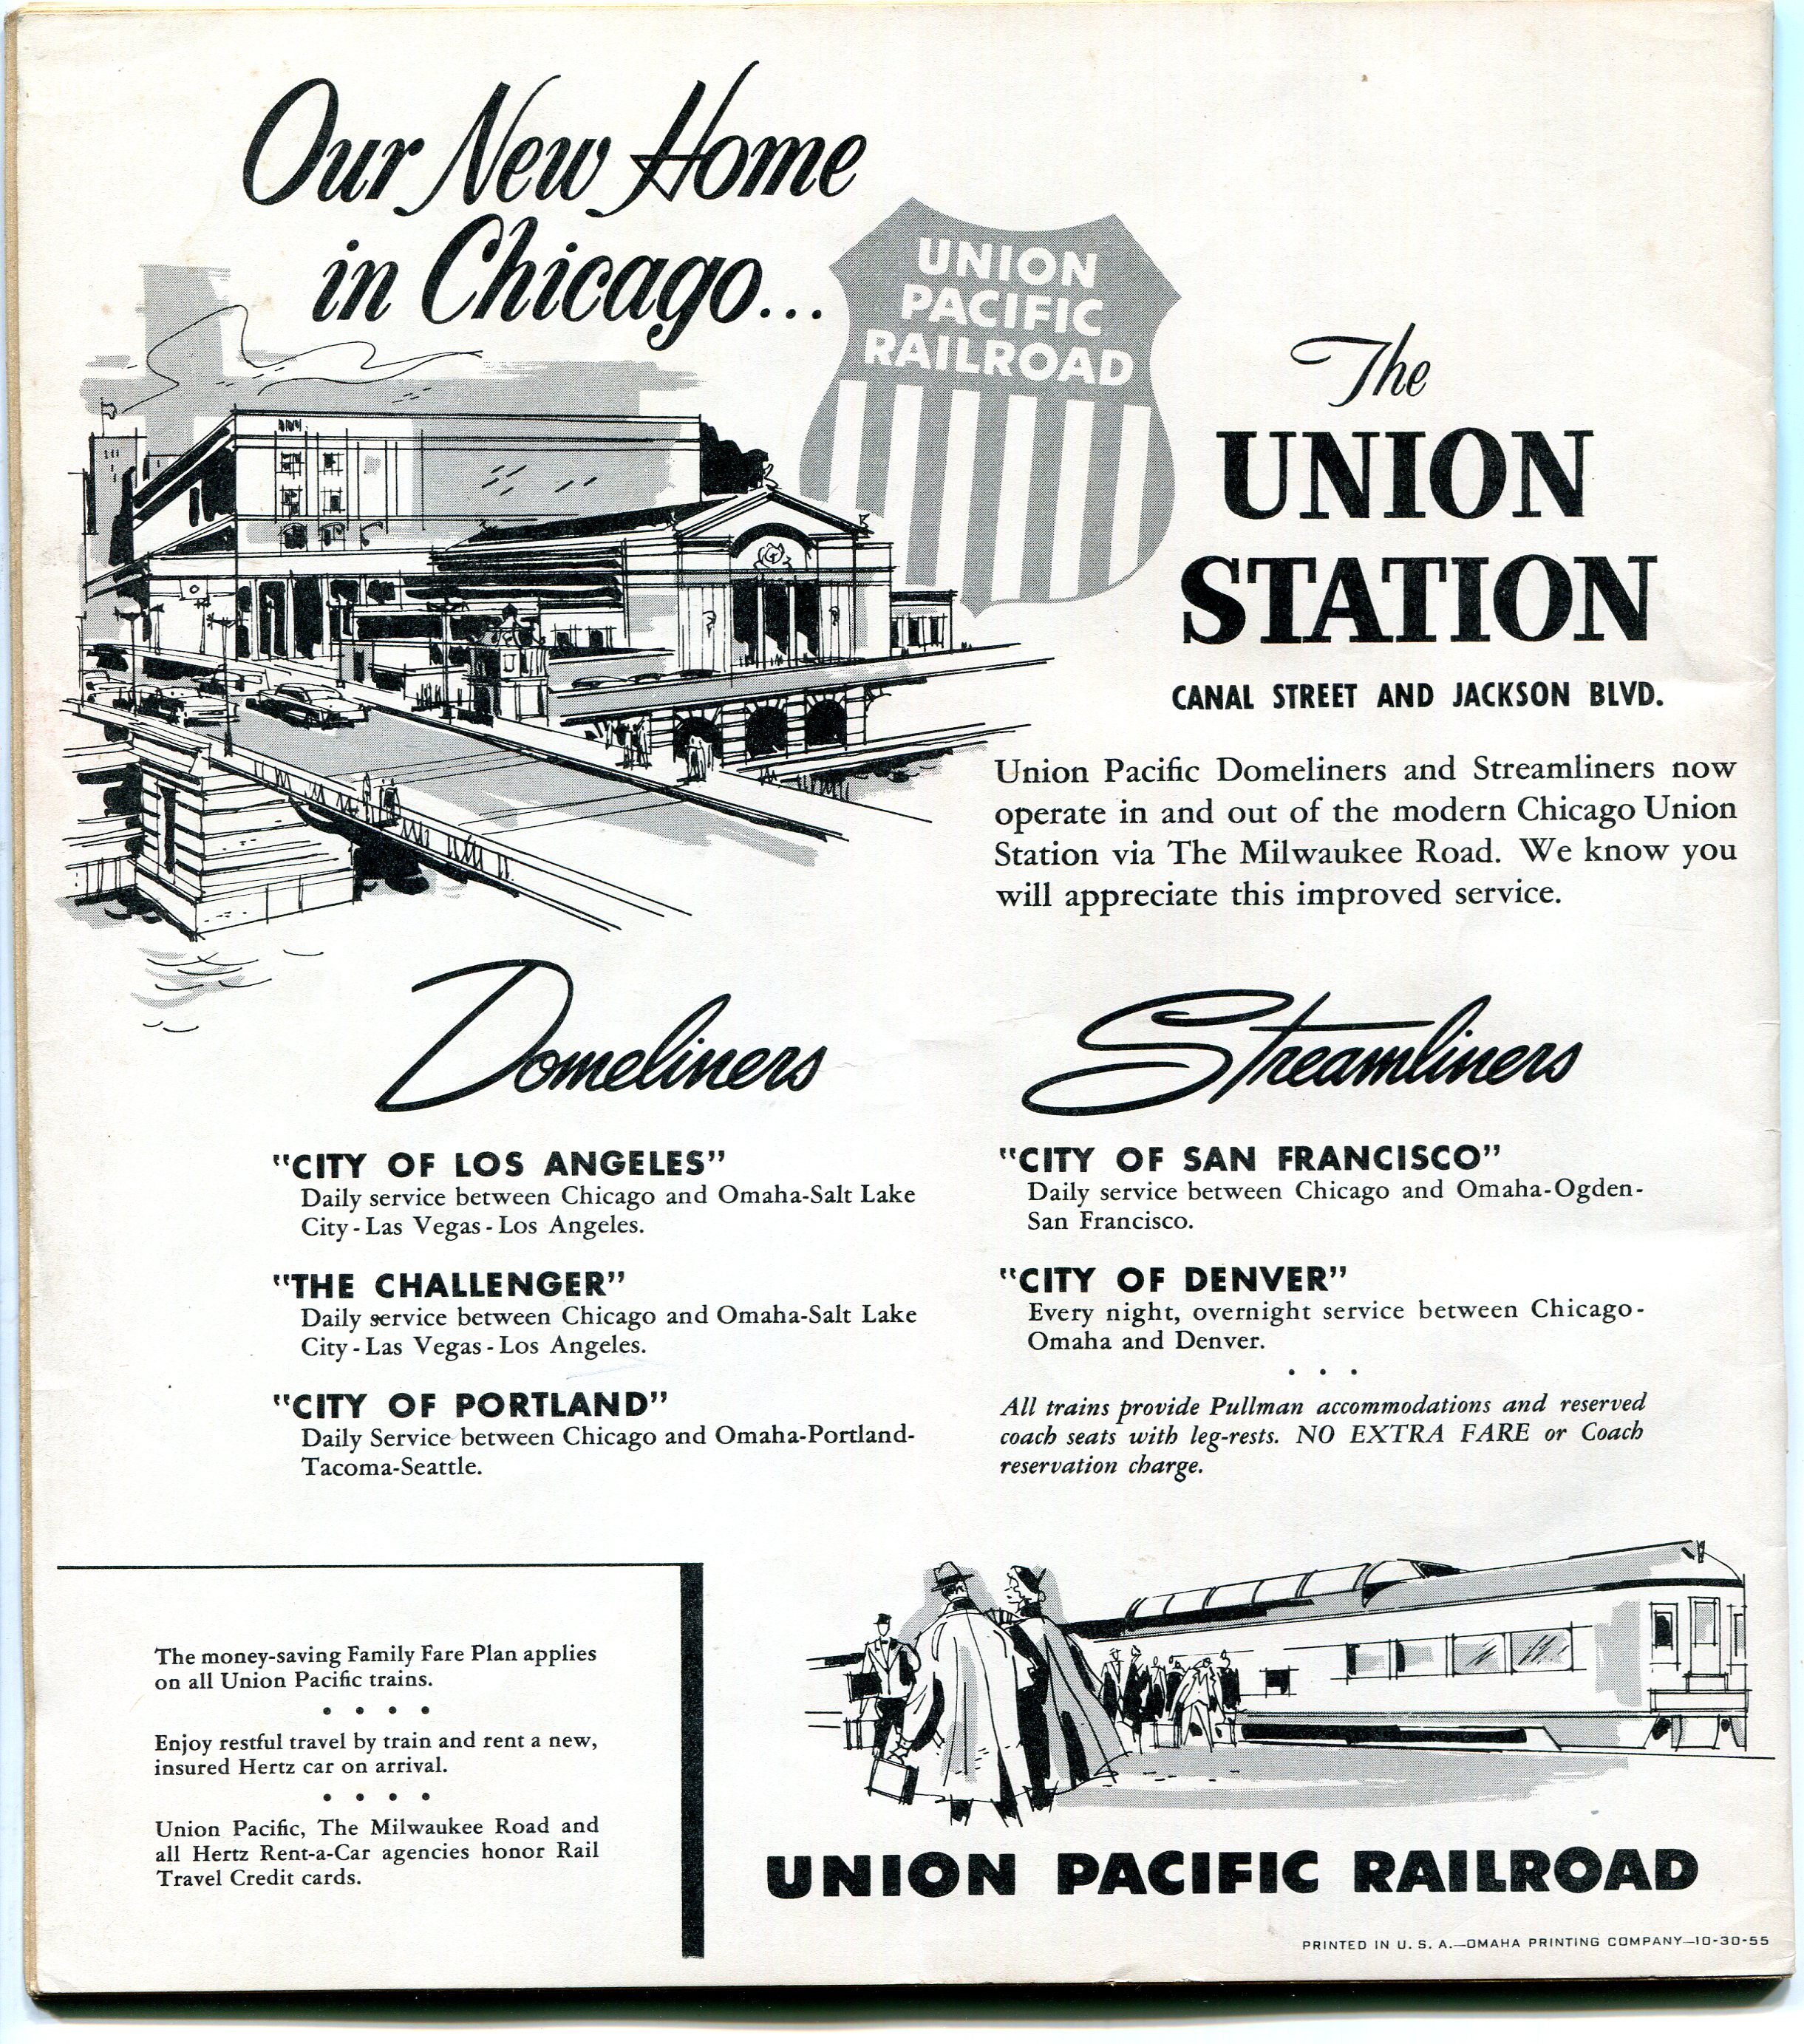 Our New Home
in Chicago...
UNION
PACIFIC
RAILROAD
The
UNION
STATION
CANAL STREET AND JACKSON BLVD.
Union Pacific Domeliners and Streamliners now
operate in and out of the modern Chicago Union
Station via The Milwaukee Road. We know you
will appreciate this improved service.
Domeliners
"CITY OF LOS ANGELES"
Daily service between Chicago and Omaha-Salt Lake
City - Las Vegas - Los Angeles.
"THE CHALLENGER"
Daily service between Chicago and Omaha-Salt Lake
City - Las Vegas - Los Angeles.
"CITY OF PORTLAND"
Daily Service between Chicago and Omaha-Portland-
Tacoma-Seattle.
Streamliners
"CITY OF SAN FRANCISCO"
Daily service between Chicago and Omaha-Ogden-
San Francisco.
"CITY OF DENVER"
Every night, overnight service between Chicago-
Omaha and Denver.
. . .
All trains provide Pullman accommodations and reserved
coach seats with leg-rests. NO EXTRA FARE or Coach
reservation charge.
The money-saving Family Fare Plan applies
on all Union Pacific trains.
. . . .
Enjoy restful travel by train and rent a new,
insured Hertz car on arrival.
. . . .
Union Pacific, The Milwaukee Road and
all Hertz Rent-a-Car agencies honor Rail
Travel Credit cards.
UNION PACIFIC RAILROAD
PRINTED IN U. S. A.—OMAHA PRINTING COMPANY—10-30-55